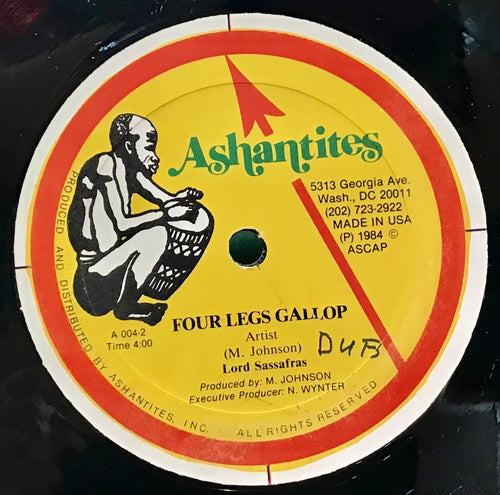 Ashantites
5313 Georgia Ave.
Wash., DC 20011
(202) 723-2922
MADE IN USA
(P) 1984 ©
ASCAP
A 004-2
Time 4:00
FOUR LEGS GALLOP
Artist
(M. Johnson)
Lord Sassafras
DUB
Produced by: M. JOHNSON
Executive Producer: N. WYNTER
PRODUCED AND DISTRIBUTED BY ASHANTITES, INC. ALL RIGHTS RESERVED